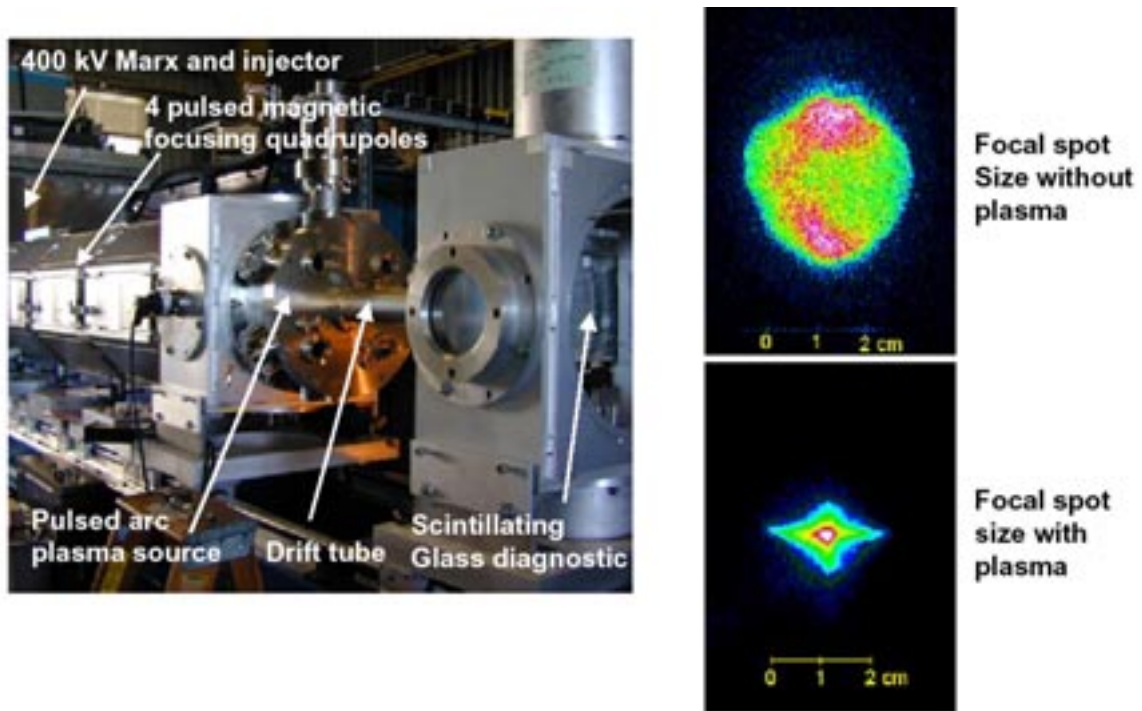 400 kV Marx and injector
4 pulsed magnetic
focusing quadrupoles
Pulsed arc
plasma source
Drift tube
Scintillating
Glass diagnostic
Focal spot
Size without
plasma
0 1 2 cm
Focal spot
size with
plasma
0 1 2 cm